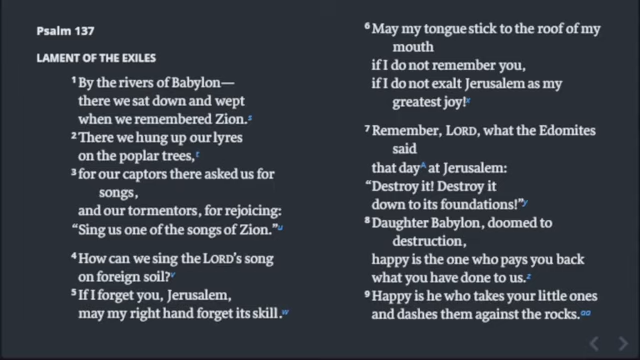 Psalm 137
LAMENT OF THE EXILES
1 By the rivers of Babylon—
there we sat down and wept
when we remembered Zion.s
2 There we hung up our lyres
on the poplar trees,t
3 for our captors there asked us for
songs,
and our tormentors, for rejoicing:
“Sing us one of the songs of Zion.”u
4 How can we sing the LORD's song
on foreign soil?v
5 If I forget you, Jerusalem,
may my right hand forget its skill.w
6 May my tongue stick to the roof of my
mouth
if I do not remember you,
if I do not exalt Jerusalem as my
greatest joy!x
7 Remember, LORD, what the Edomites
said
that dayA at Jerusalem:
“Destroy it! Destroy it
down to its foundations!”y
8 Daughter Babylon, doomed to
destruction,
happy is the one who pays you back
what you have done to us.z
9 Happy is he who takes your little ones
and dashes them against the rocks.aa